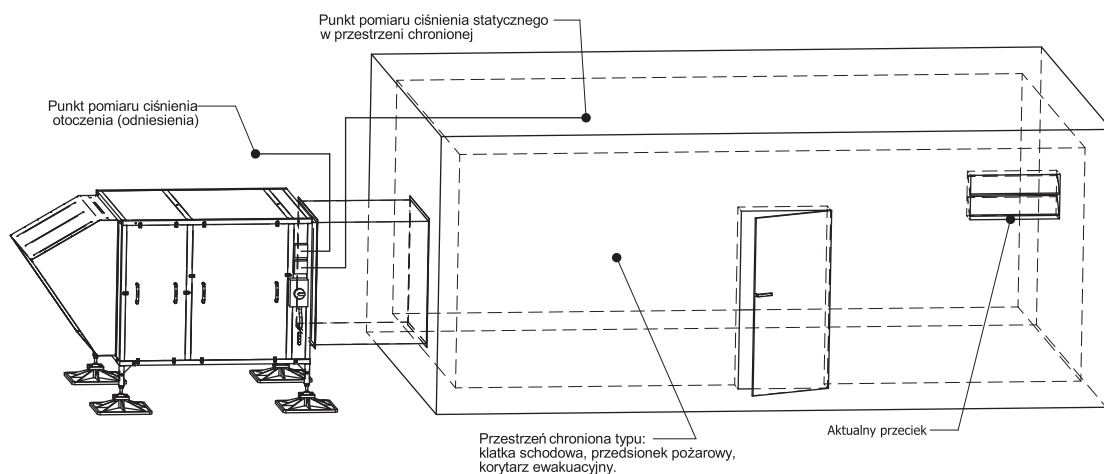 Punkt pomiaru ciśnienia statycznego
w przestrzeni chronionej
Punkt pomiaru ciśnienia
otoczenia (odniesienia)
Przestrzeń chroniona typu:
klatka schodowa, przedsionek pożarowy,
korytarz ewakuacyjny.
Aktualny przeciek